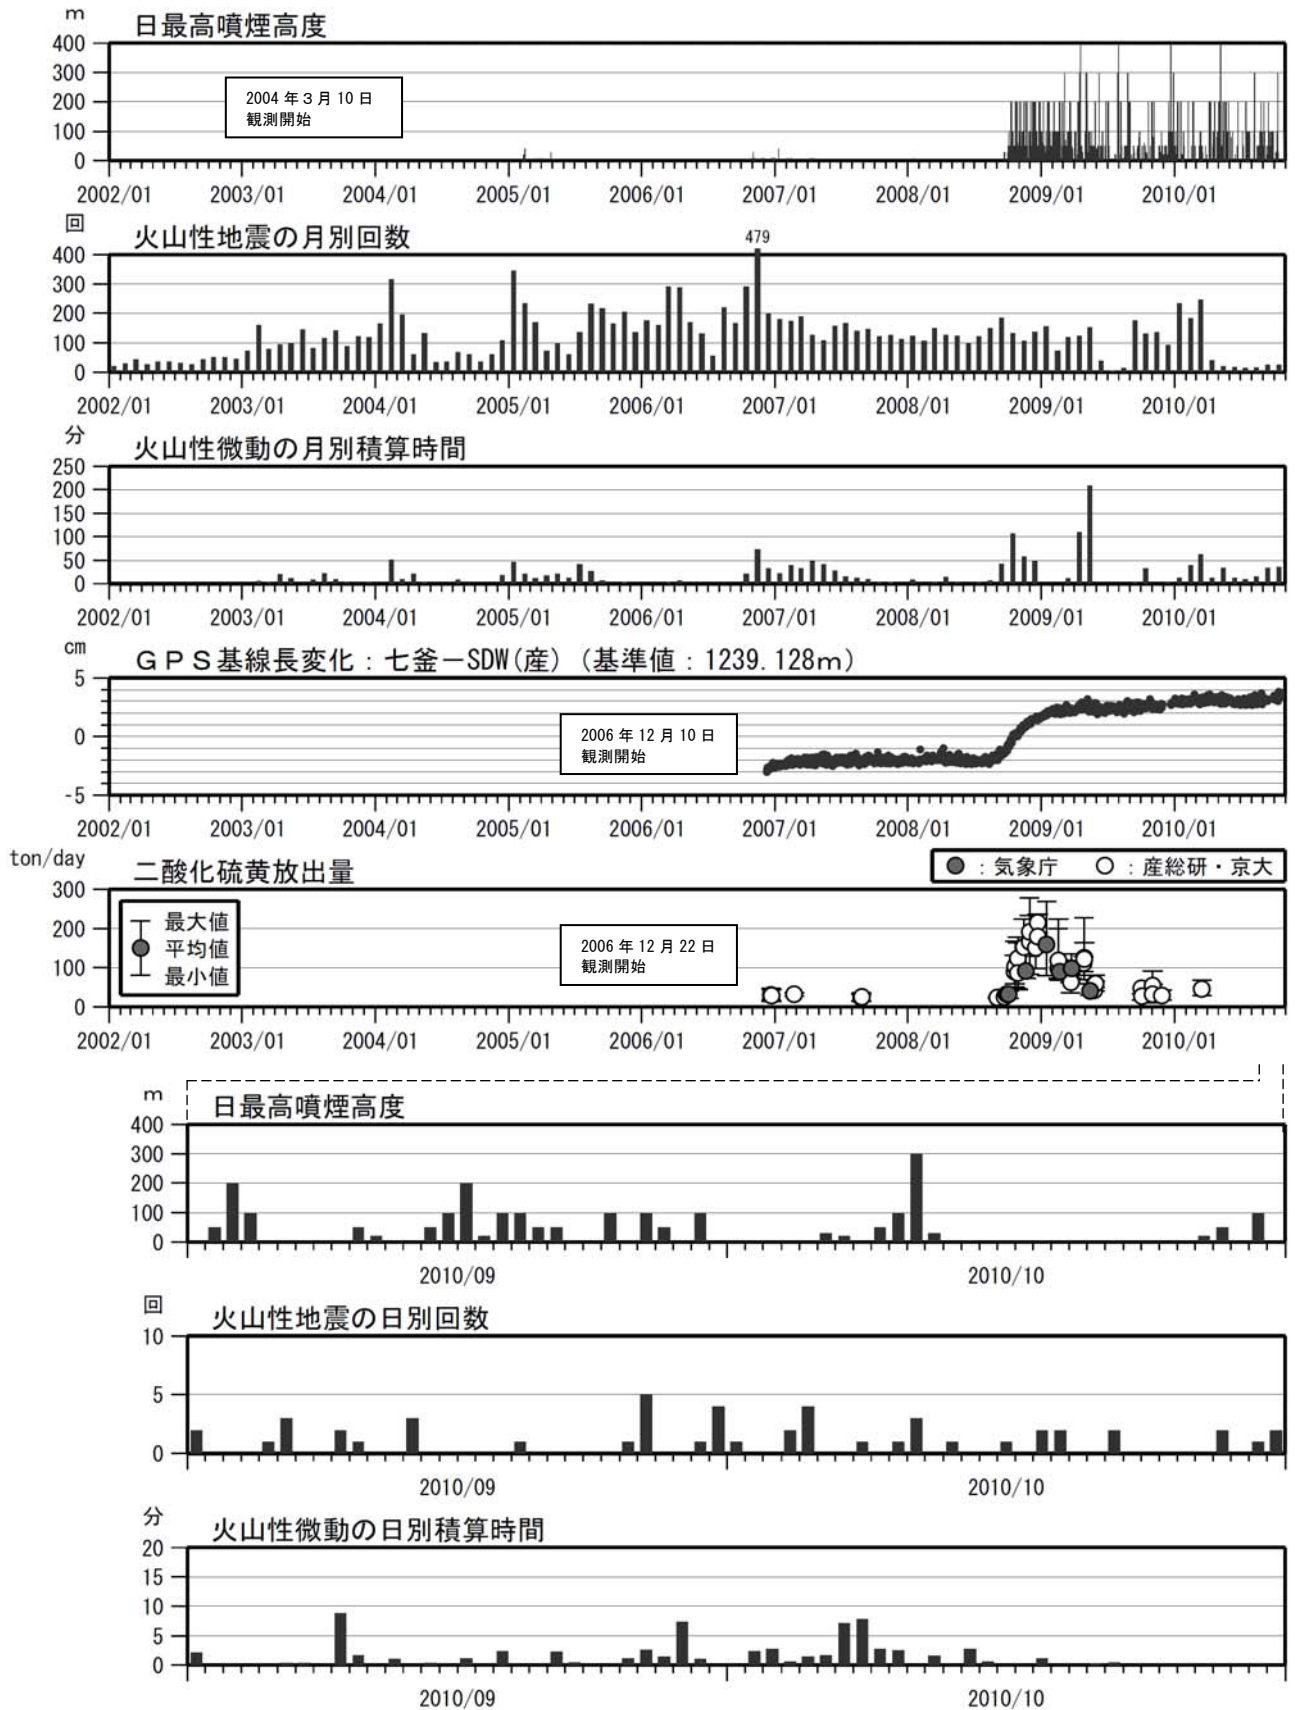 m
日最高噴煙高度
400
300
200
100
0
2004 年 3 月 10 日
観測開始
2002/01 2003/01 2004/01 2005/01 2006/01 2007/01 2008/01 2009/01 2010/01
回
火山性地震の月別回数
479
400
300
200
100
0
2002/01 2003/01 2004/01 2005/01 2006/01 2007/01 2008/01 2009/01 2010/01
分
火山性微動の月別積算時間
250
200
150
100
50
0
2002/01 2003/01 2004/01 2005/01 2006/01 2007/01 2008/01 2009/01 2010/01
cm
GPS基線長変化：七釜－SDW(産)（基準値：1239.128m）
5
0
-5
2006 年 12 月 10 日
観測開始
2002/01 2003/01 2004/01 2005/01 2006/01 2007/01 2008/01 2009/01 2010/01
ton/day
二酸化硫黄放出量
：気象庁 ：産総研・京大
300
200
100
0
最大値
平均値
最小値
2006 年 12 月 22 日
観測開始
2002/01 2003/01 2004/01 2005/01 2006/01 2007/01 2008/01 2009/01 2010/01
m
日最高噴煙高度
400
300
200
100
0
2010/09 2010/10
回
火山性地震の日別回数
10
5
0
2010/09 2010/10
分
火山性微動の日別積算時間
20
15
10
5
0
2010/09 2010/10